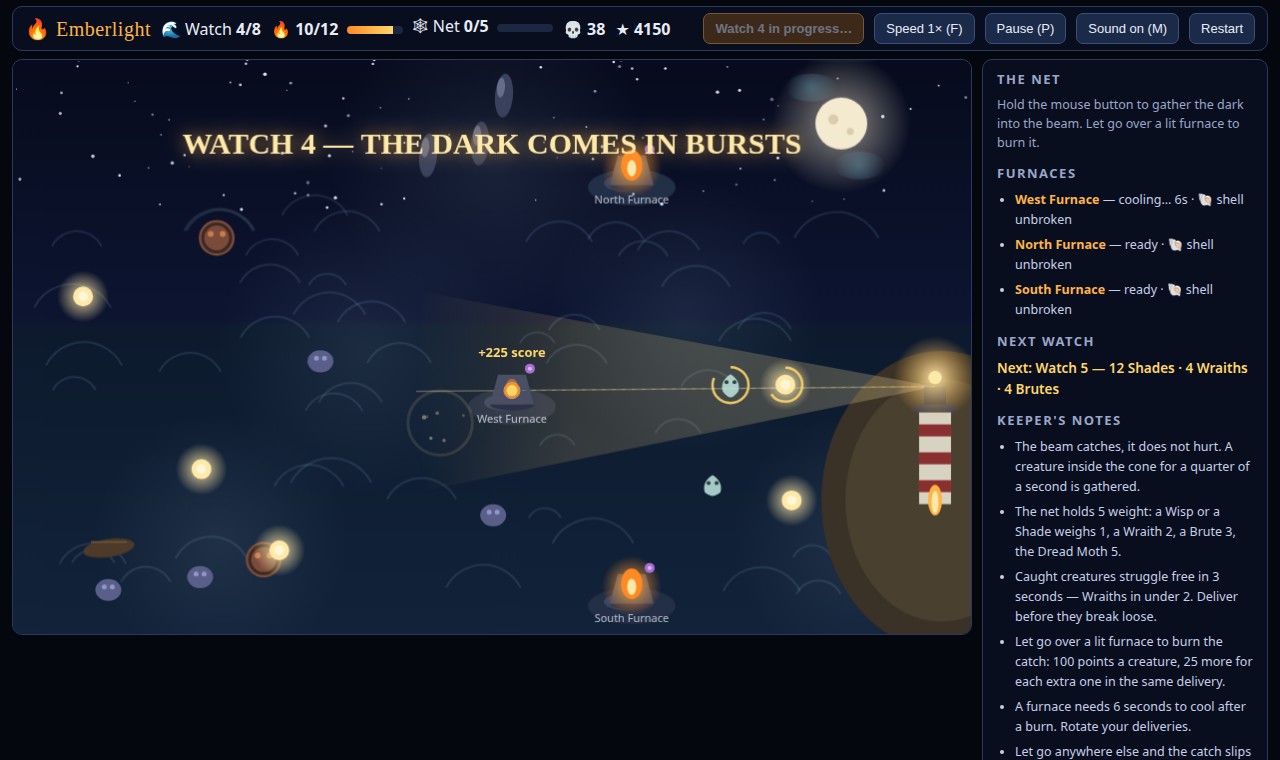 🔥 Emberlight 🌊 Watch 4/8 🔥 10/12 🕸 Net 0/5 💀 38 ★ 4150 Watch 4 in progress… Speed 1× (F) Pause (P) Sound on (M) Restart
WATCH 4 — THE DARK COMES IN BURSTS
North Furnace
+225 score
West Furnace
South Furnace
THE NET
Hold the mouse button to gather the dark
into the beam. Let go over a lit furnace to
burn it.
FURNACES
• West Furnace — cooling… 6s · 🐚 shell
unbroken
• North Furnace — ready · 🐚 shell
unbroken
• South Furnace — ready · 🐚 shell
unbroken
NEXT WATCH
Next: Watch 5 — 12 Shades · 4 Wraiths
· 4 Brutes
KEEPER'S NOTES
• The beam catches, it does not hurt. A
creature inside the cone for a quarter of
a second is gathered.
• The net holds 5 weight: a Wisp or a
Shade weighs 1, a Wraith 2, a Brute 3,
the Dread Moth 5.
• Caught creatures struggle free in 3
seconds — Wraiths in under 2. Deliver
before they break loose.
• Let go over a lit furnace to burn the
catch: 100 points a creature, 25 more for
each extra one in the same delivery.
• A furnace needs 6 seconds to cool after
a burn. Rotate your deliveries.
• Let go anywhere else and the catch slips